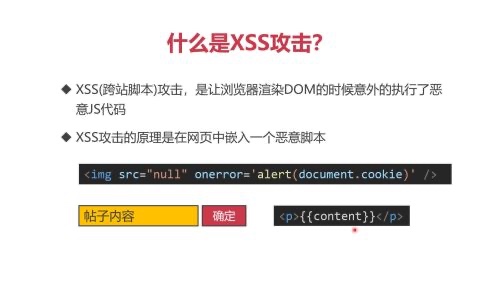 什么是XSS攻击?
◆ XSS(跨站脚本)攻击，是让浏览器渲染DOM的时候意外的执行了恶
意JS代码
◆ XSS攻击的原理是在网页中嵌入一个恶意脚本
<img src="null" onerror='alert(document.cookie)' />
帖子内容 确定 <p>{{content}}</p>